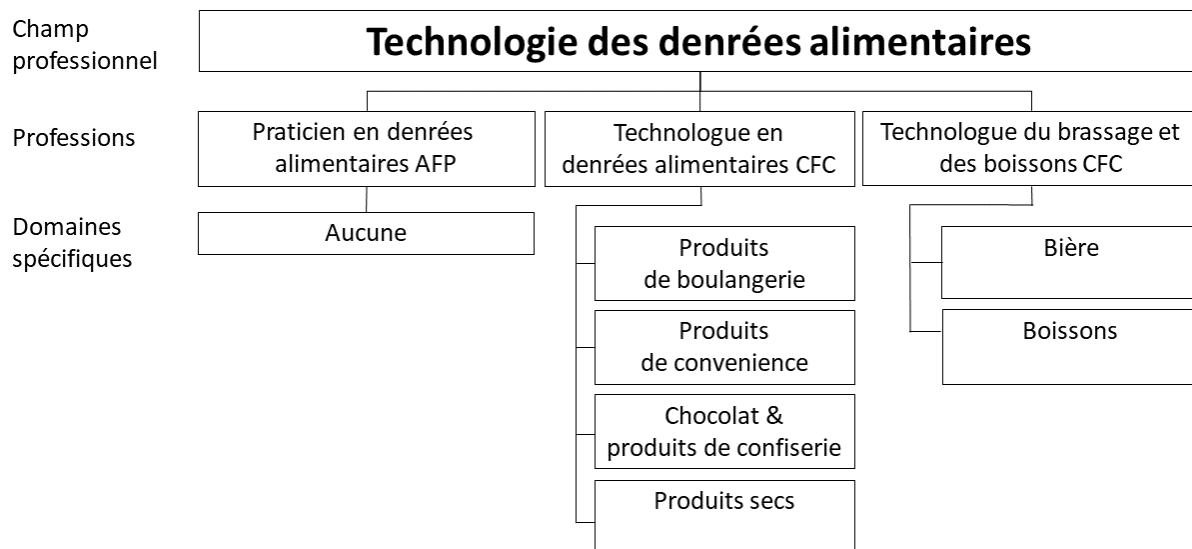 Champ
professionnel
Technologie des denrées alimentaires
Professions
Praticien en denrées
alimentaires AFP
Technologue en
denrées alimentaires CFC
Technologue du brassage et
des boissons CFC
Domaines
spécifiques
Aucune
Produits
de boulangerie
Produits
de convenience
Chocolat &
produits de confiserie
Produits secs
Bière
Boissons